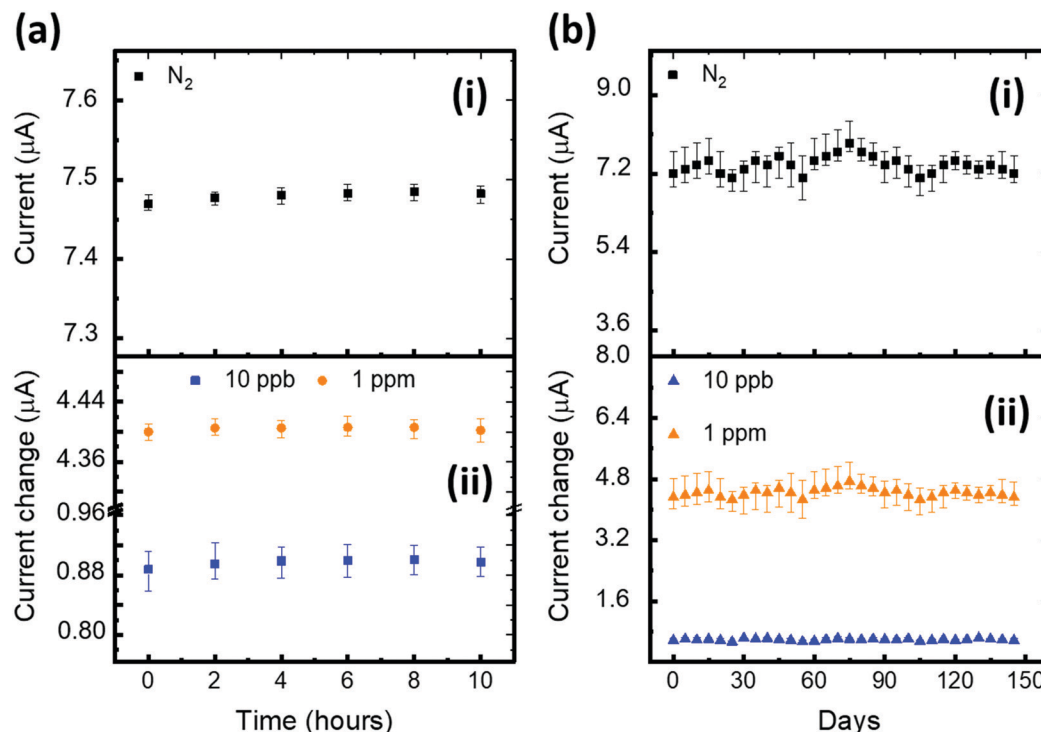 (a)
N₂
(i)
7.6
7.5
7.4
7.3
Current (μA)
10 ppb 1 ppm
(ii)
4.44
4.36
0.96
0.88
0.80
Current change (μA)
0 2 4 6 8 10
Time (hours)
(b)
N₂
(i)
9.0
7.2
5.4
3.6
Current (μA)
10 ppb
1 ppm
(ii)
8.0
6.4
4.8
3.2
1.6
Current change (μA)
0 30 60 90 120 150
Days